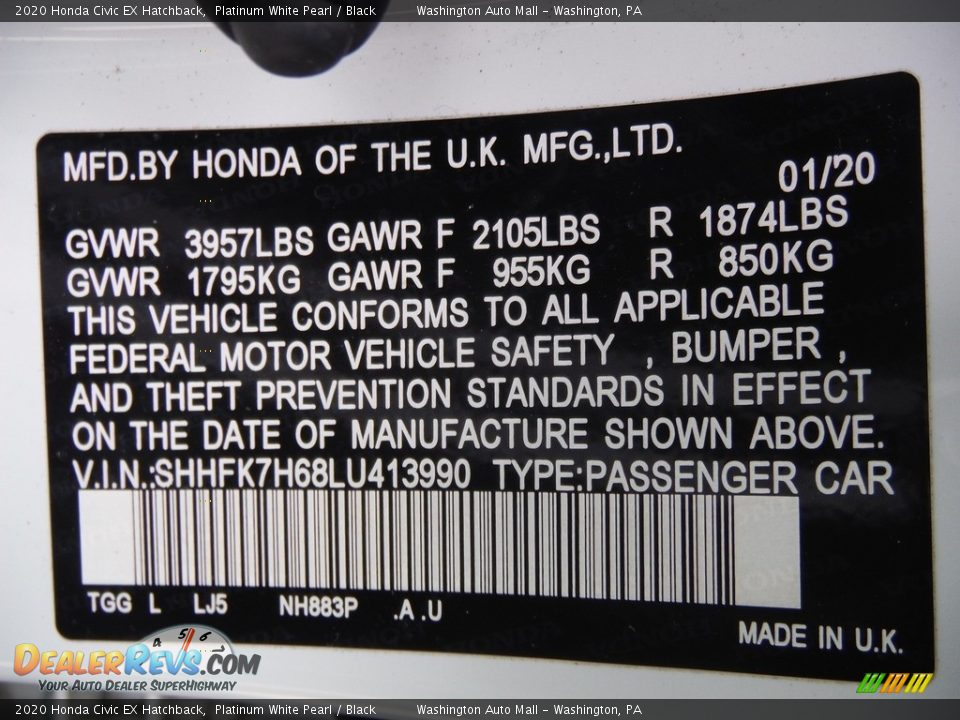 2020 Honda Civic EX Hatchback,  Platinum White Pearl / Black  Washington Auto Mall - Washington, PA
MFD.BY HONDA OF THE U.K. MFG.,LTD.
01/'20
GVWR 3957LBS GAWR F 2105LBS R 1874LBS
GVWR 1795KG GAWR F 955KG R 850KG
THIS VEHICLE CONFORMS TO ALL APPLICABLE
FEDERAL MOTOR VEHICLE SAFETY , BUMPER ,
AND THEFT PREVENTION STANDARDS IN EFFECT
ON THE DATE OF MANUFACTURE SHOWN ABOVE.
V.I.N.:SHHFK7H68LU413990 TYPE:PASSENGER CAR
TGG L LJ5 NH883P .A .U
MADE IN U.K.
4 5 6
DEALERREVS.COM
YOUR AUTO DEALER SUPERHIGHWAY
2020 Honda Civic EX Hatchback,  Platinum White Pearl / Black  Washington Auto Mall - Washington, PA